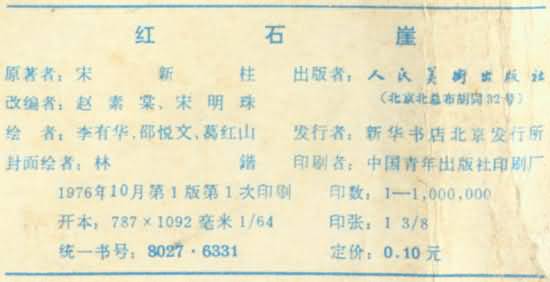 红石崖
原著者：宋新柱 出版者：人民美术出版社
改编者：赵素棠、宋明珠 （北京北总布胡同32号）
绘者：李有华、邵悦文、葛红山 发行者：新华书店北京发行所
封面绘者：林锴 印刷者：中国青年出版社印刷厂
1976年10月第1版第1次印刷 印数：1—1,000,000
开本：787×1092毫米1/64 印张：1 3/8
统一书号：8027·6331 定价：0.10元